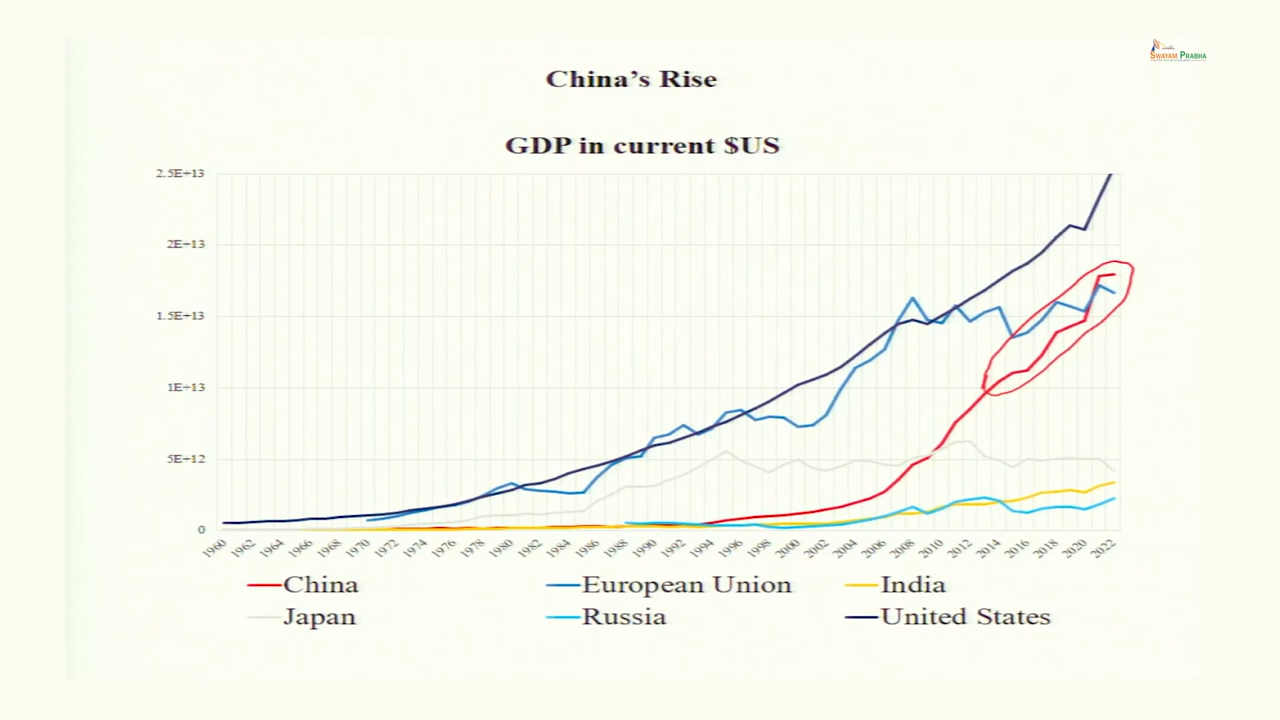 SWAYAM PRABHA
China's Rise
GDP in current $US
2.5E+13
2E+13
1.5E+13
1E+13
5E+12
0
1960 1962 1964 1966 1968 1970 1972 1974 1976 1978 1980 1982 1984 1986 1988 1990 1992 1994 1996 1998 2000 2002 2004 2006 2008 2010 2012 2014 2016 2018 2020 2022
China European Union India
Japan Russia United States